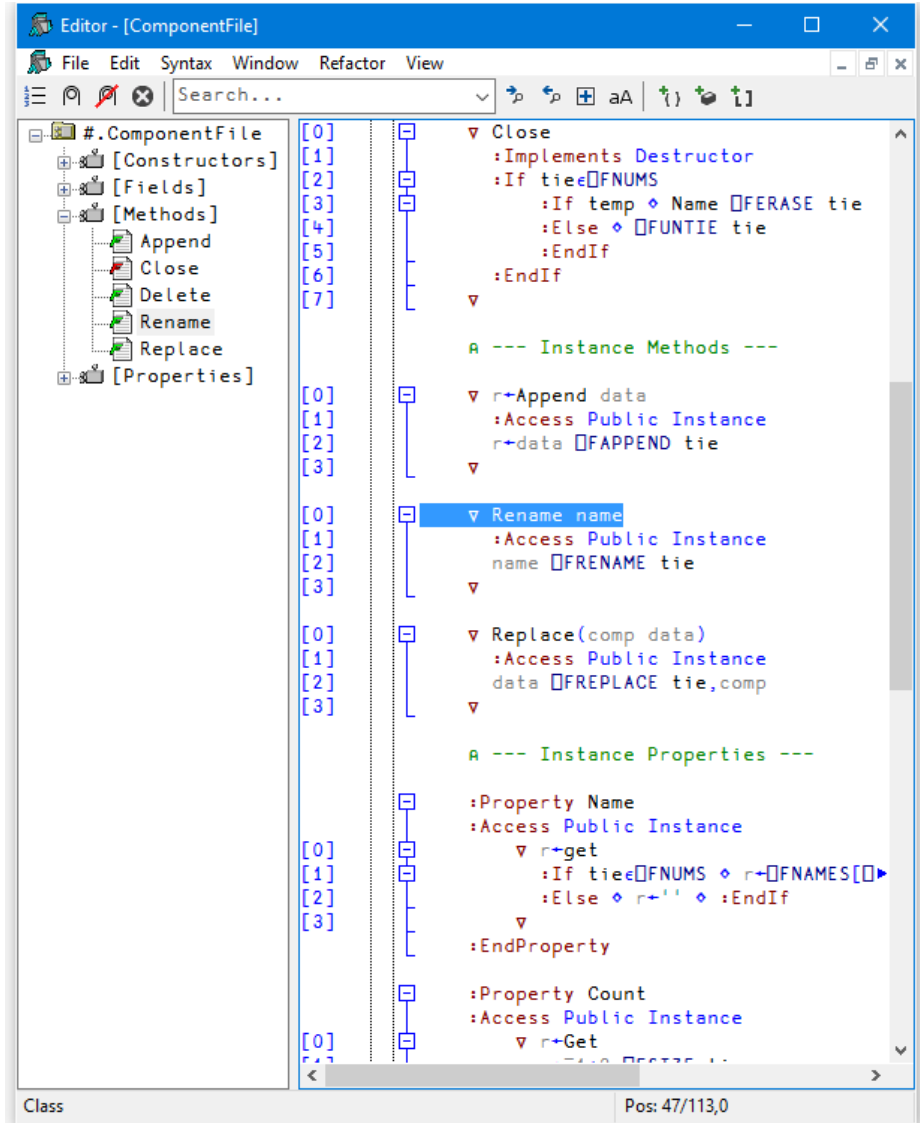 Editor - [ComponentFile]
File Edit Syntax Window Refactor View
Search... aA
#.ComponentFile
[Constructors]
[Fields]
[Methods]
Append
Close
Delete
Rename
Replace
[Properties]
[0] ∇ Close
[1] :Implements Destructor
[2] :If tie∊⎕FNUMS
[3] :If temp ⋄ Name ⎕FERASE tie
[4] :Else ⋄ ⎕FUNTIE tie
[5] :EndIf
[6] :EndIf
[7] ∇
⍝ --- Instance Methods ---
[0] ∇ r←Append data
[1] :Access Public Instance
[2] r←data ⎕FAPPEND tie
[3] ∇
[0] ∇ Rename name
[1] :Access Public Instance
[2] name ⎕FRENAME tie
[3] ∇
[0] ∇ Replace(comp data)
[1] :Access Public Instance
[2] data ⎕FREPLACE tie,comp
[3] ∇
⍝ --- Instance Properties ---
:Property Name
:Access Public Instance
[0] ∇ r←get
[1] :If tie∊⎕FNUMS ⋄ r←⎕FNAMES[⎕
[2] :Else ⋄ r←'' ⋄ :EndIf
[3] ∇
:EndProperty
:Property Count
:Access Public Instance
[0] ∇ r←Get
Class
Pos: 47/113,0